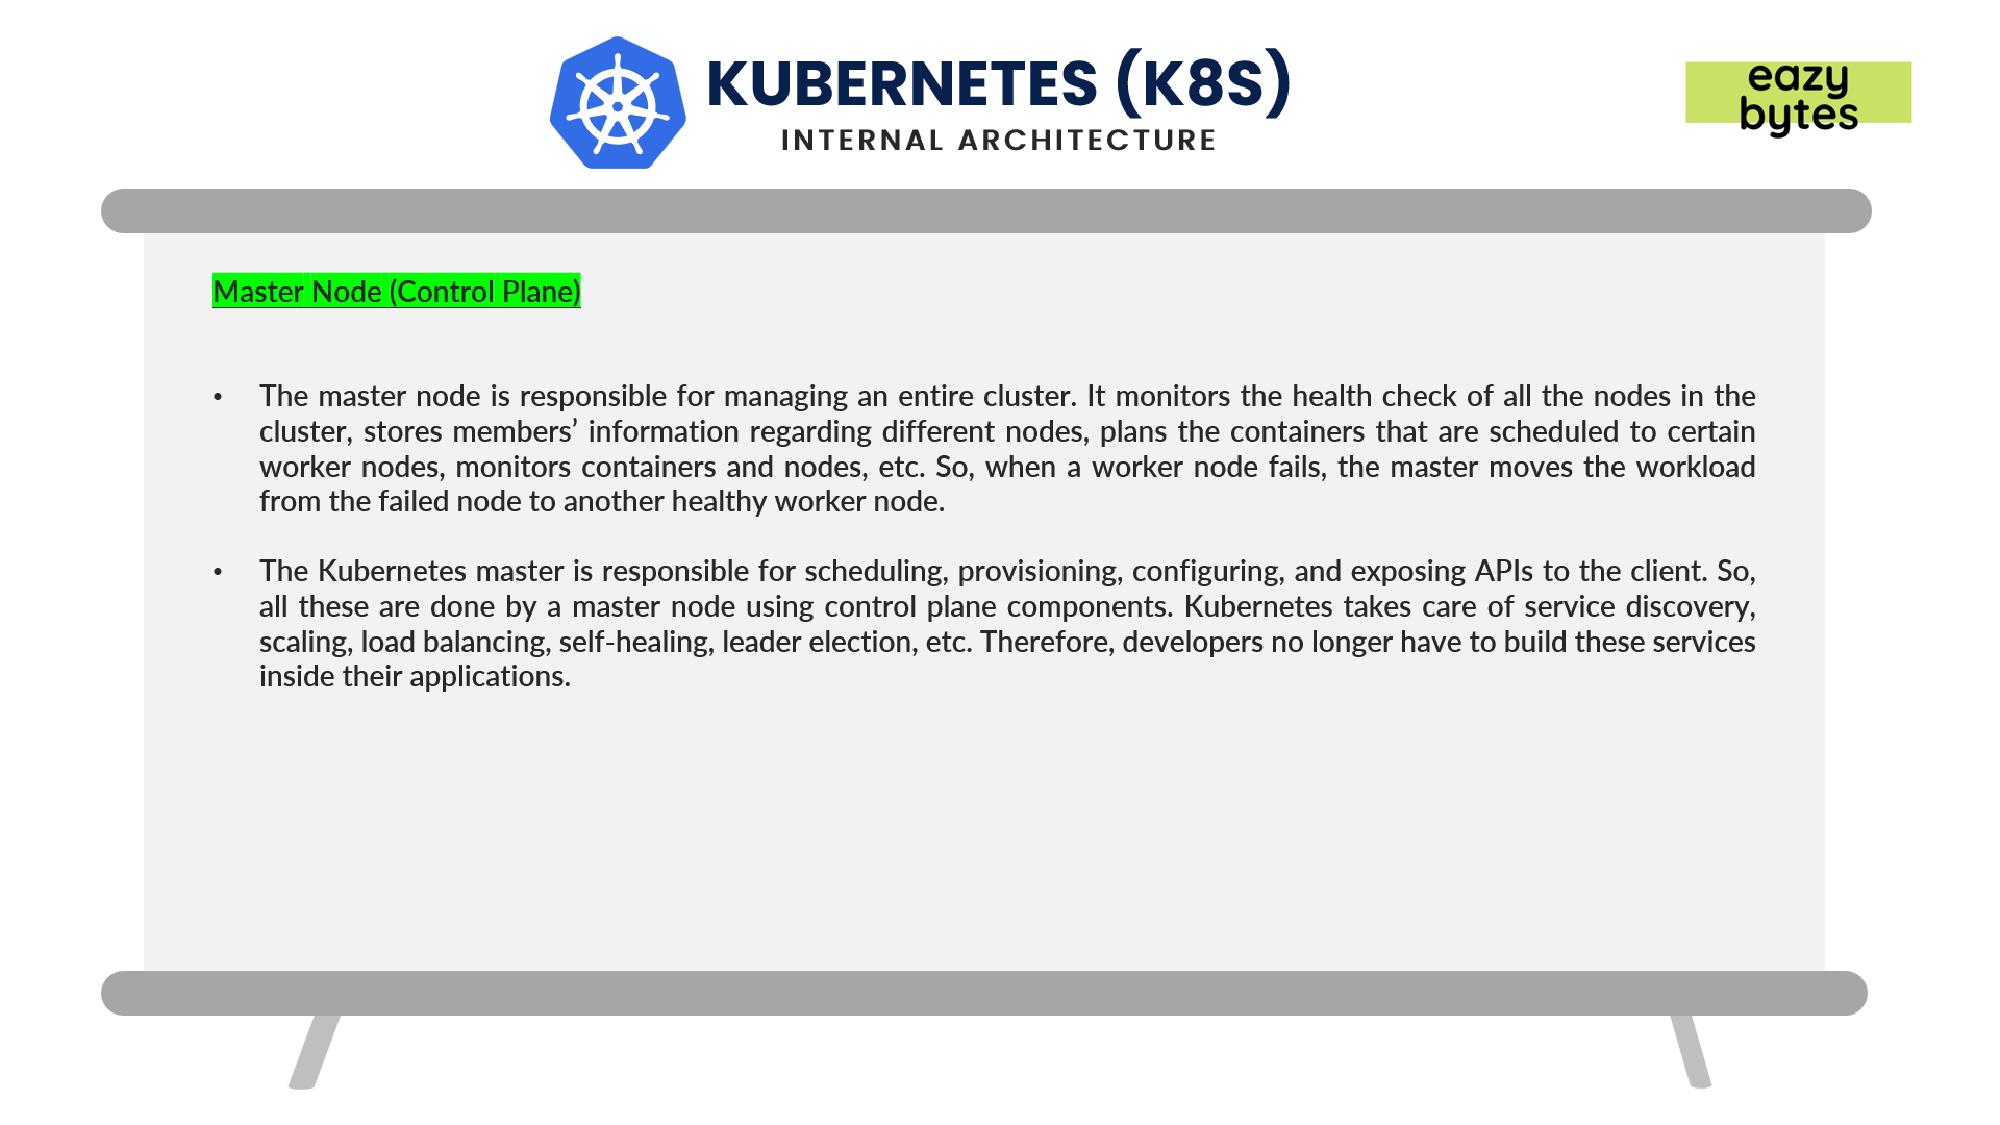 KUBERNETES (K8S)
INTERNAL ARCHITECTURE
eazy
bytes
Master Node (Control Plane)
• The master node is responsible for managing an entire cluster. It monitors the health check of all the nodes in the
cluster, stores members’ information regarding different nodes, plans the containers that are scheduled to certain
worker nodes, monitors containers and nodes, etc. So, when a worker node fails, the master moves the workload
from the failed node to another healthy worker node.
• The Kubernetes master is responsible for scheduling, provisioning, configuring, and exposing APIs to the client. So,
all these are done by a master node using control plane components. Kubernetes takes care of service discovery,
scaling, load balancing, self-healing, leader election, etc. Therefore, developers no longer have to build these services
inside their applications.